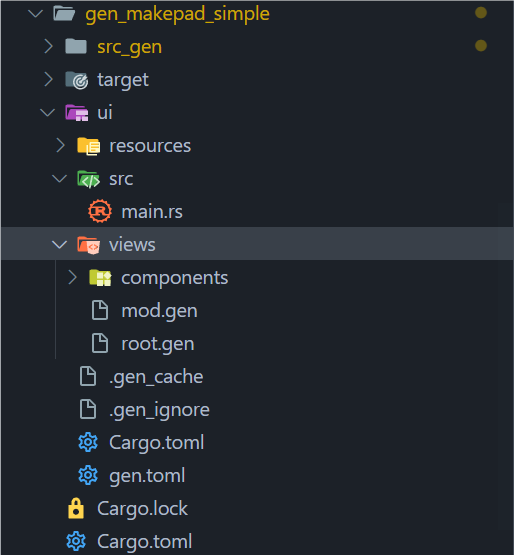 gen_makepad_simple
src_gen
target
ui
resources
src
main.rs
views
components
mod.gen
root.gen
.gen_cache
.gen_ignore
Cargo.toml
gen.toml
Cargo.lock
Cargo.toml